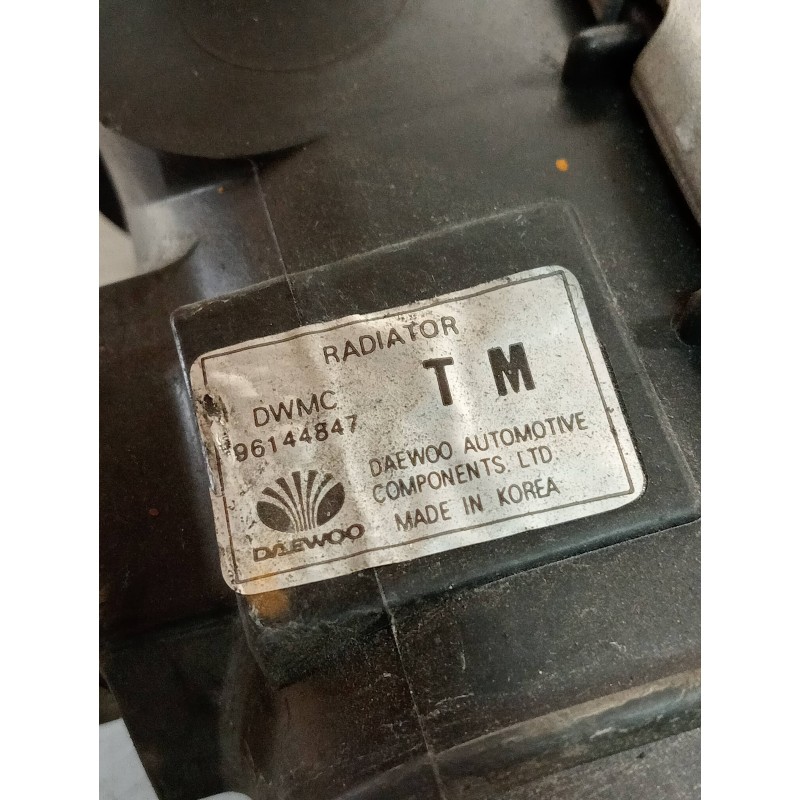 RADIATOR
T M
DWMC
96144847
DAEWOO AUTOMOTIVE
COMPONENTS. LTD.
MADE IN KOREA
DAEWOO